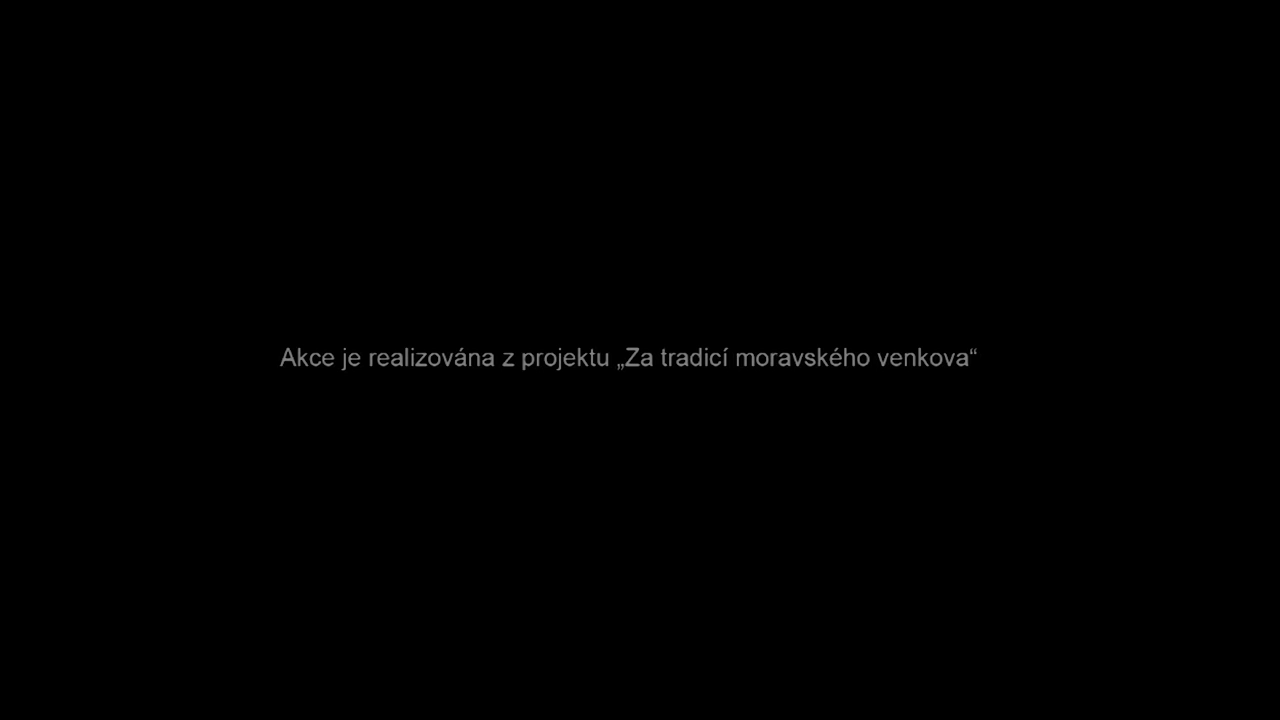 Akce je realizována z projektu „Za tradicí moravského venkova“